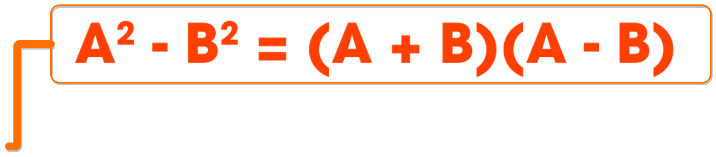 A² - B² = (A + B)(A - B)